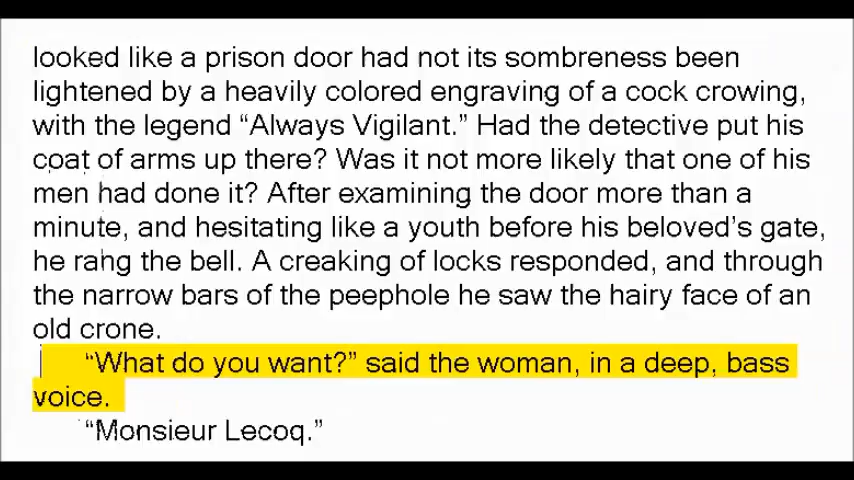 looked like a prison door had not its sombreness been
lightened by a heavily colored engraving of a cock crowing,
with the legend “Always Vigilant.” Had the detective put his
coat of arms up there? Was it not more likely that one of his
men had done it? After examining the door more than a
minute, and hesitating like a youth before his beloved’s gate,
he rang the bell. A creaking of locks responded, and through
the narrow bars of the peephole he saw the hairy face of an
old crone.
“What do you want?” said the woman, in a deep, bass
voice.
“Monsieur Lecoq.”